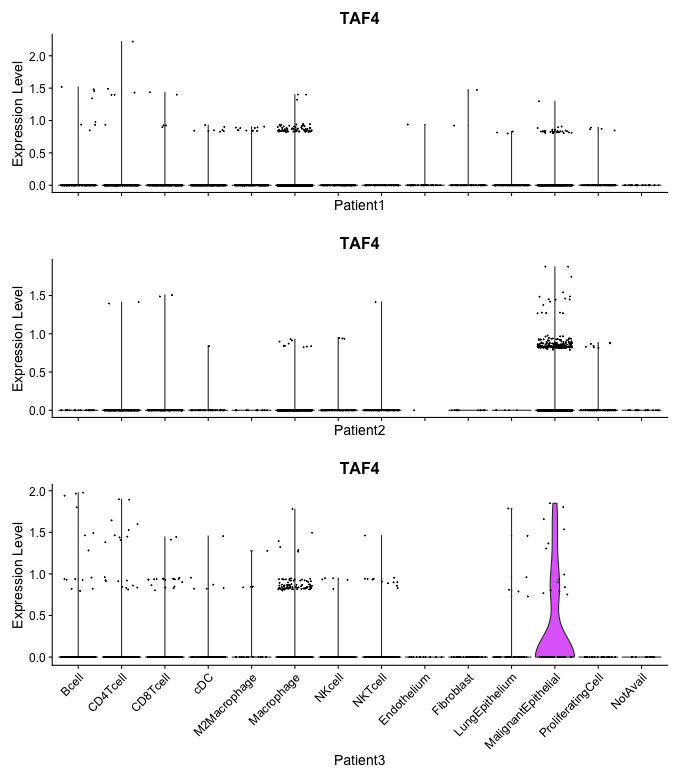 TAF4
Expression Level
2.0
1.5
1.0
0.5
0.0
Patient1
TAF4
Expression Level
1.5
1.0
0.5
0.0
Patient2
TAF4
Expression Level
2.0
1.5
1.0
0.5
0.0
Bcell
CD4Tcell
CD8Tcell
cDC
M2Macrophage
Macrophage
NKcell
NKTcell
Endothelium
Fibroblast
LungEpithelium
MalignantEpithelial
ProliferatingCell
NotAvail
Patient3